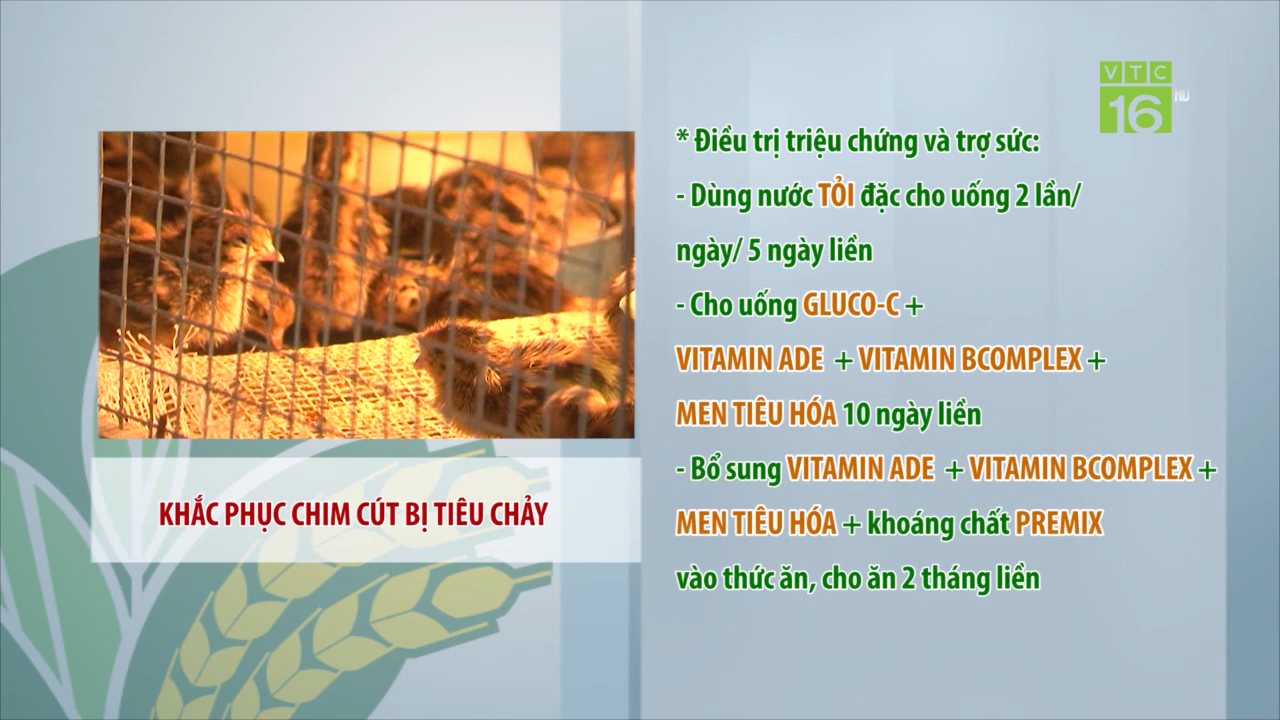 VTC
16
HD
* Điều trị triệu chứng và trợ sức:
- Dùng nước TỎI đặc cho uống 2 lần/
ngày/ 5 ngày liền
- Cho uống GLUCO-C +
VITAMIN ADE + VITAMIN BCOMPLEX +
MEN TIÊU HÓA 10 ngày liền
- Bổ sung VITAMIN ADE + VITAMIN BCOMPLEX +
MEN TIÊU HÓA + khoáng chất PREMIX
vào thức ăn, cho ăn 2 tháng liền
KHẮC PHỤC CHIM CÚT BỊ TIÊU CHẢY